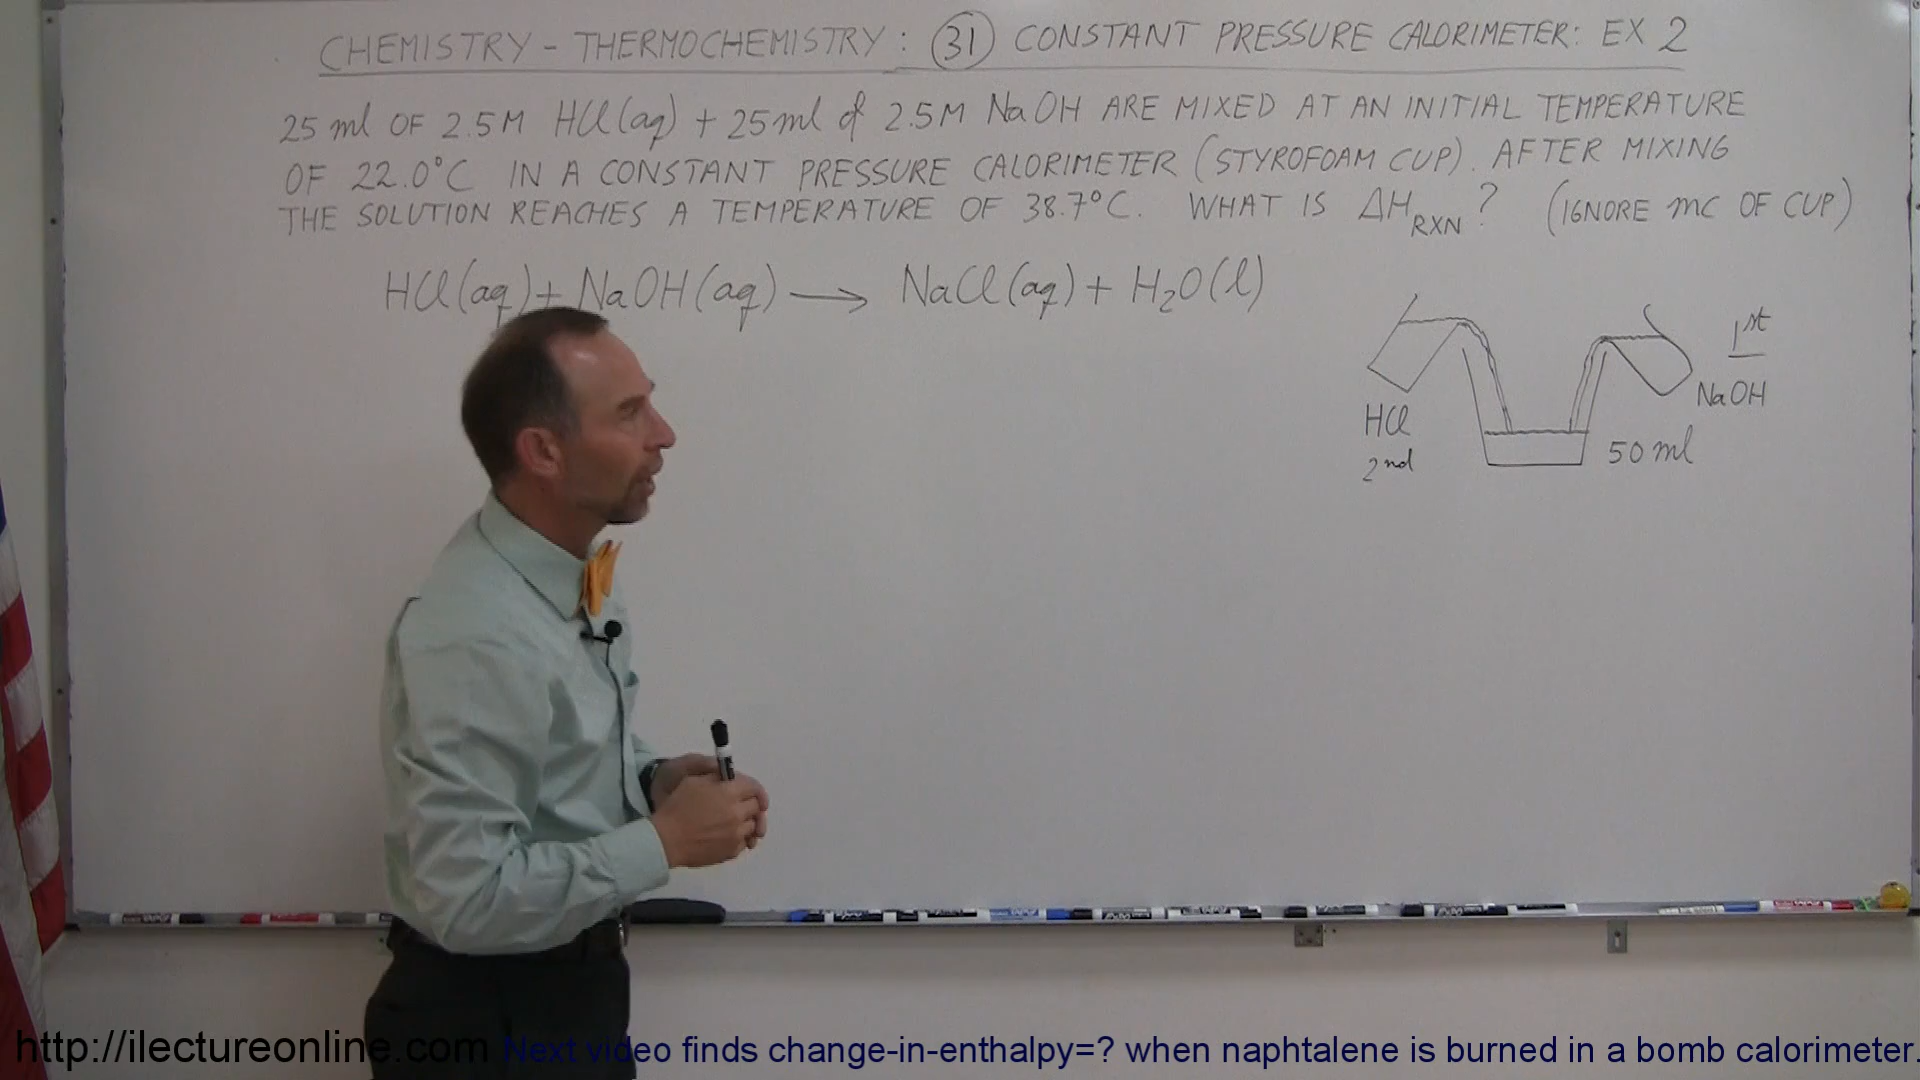 CHEMISTRY - THERMOCHEMISTRY: 31 CONSTANT PRESSURE CALORIMETER: EX 2
25 ml OF 2.5M HCl(aq) + 25ml of 2.5M NaOH ARE MIXED AT AN INITIAL TEMPERATURE
OF 22.0°C IN A CONSTANT PRESSURE CALORIMETER (STYROFOAM CUP). AFTER MIXING
THE SOLUTION REACHES A TEMPERATURE OF 38.7°C. WHAT IS ΔH RXN? (IGNORE mC OF CUP)
HCl(aq) + NaOH(aq) → NaCl(aq) + H2O(l)
1st
NaOH
HCl
2nd
50 ml
http://ilectureonline.com Next video finds change-in-enthalpy=? when naphtalene is burned in a bomb calorimeter.